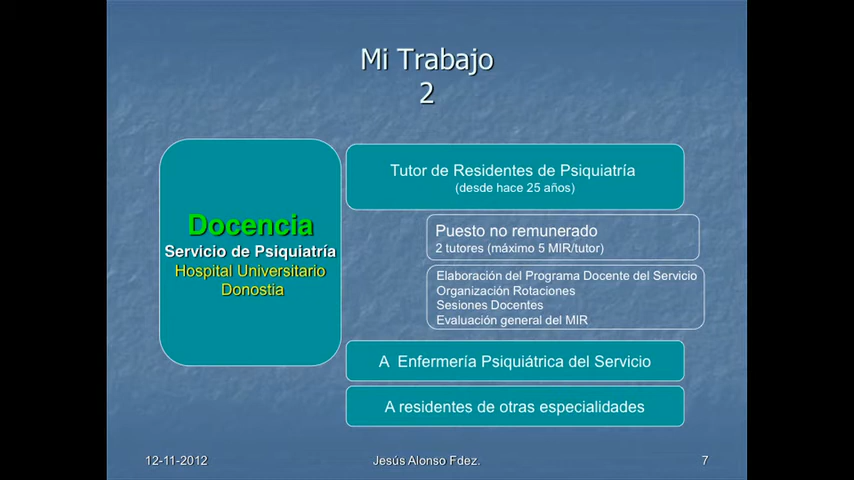 Mi Trabajo
2
Docencia
Servicio de Psiquiatría
Hospital Universitario
Donostia
Tutor de Residentes de Psiquiatría
(desde hace 25 años)
Puesto no remunerado
2 tutores (máximo 5 MIR/tutor)
Elaboración del Programa Docente del Servicio
Organización Rotaciones
Sesiones Docentes
Evaluación general del MIR
A Enfermería Psiquiátrica del Servicio
A residentes de otras especialidades
12-11-2012
Jesús Alonso Fdez.
7